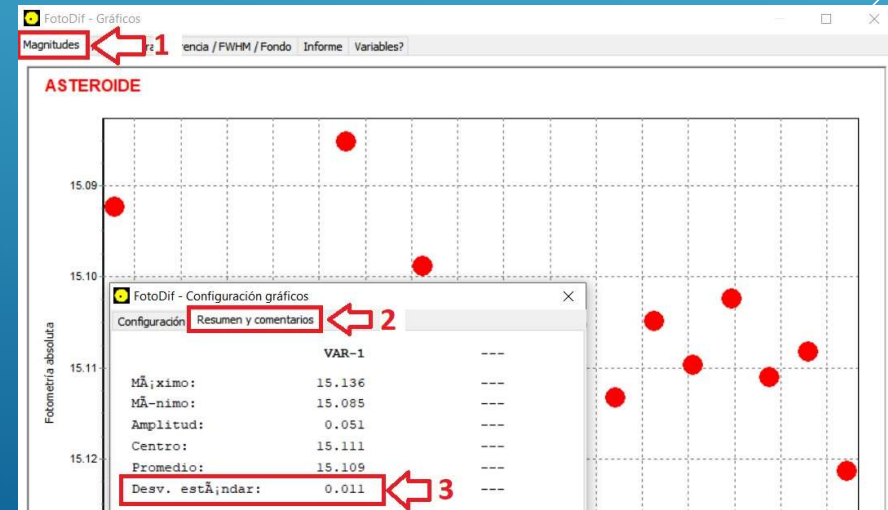 FotoDif - Gráficos
Magnitudes
1
encia / FWHM / Fondo Informe Variables?
ASTEROIDE
15.09
15.10
15.11
15.12
Fotometría absoluta
FotoDif - Configuración gráficos
Configuración Resumen y comentarios
2
VAR-1 ---
MÃ¡ximo: 15.136 ---
MÃ-nimo: 15.085 ---
Amplitud: 0.051 ---
Centro: 15.111 ---
Promedio: 15.109 ---
Desv. estÃ¡ndar: 0.011 ---
3